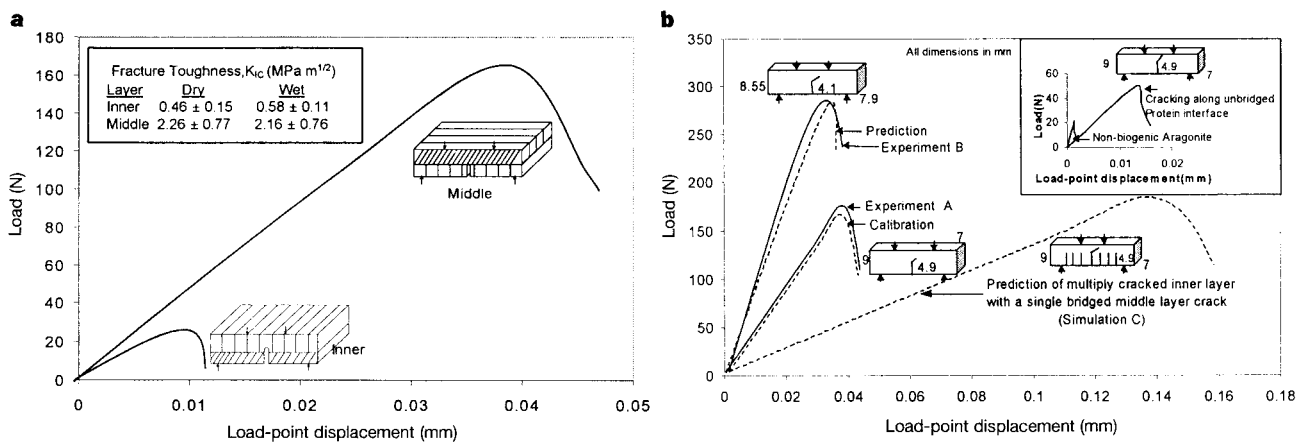 a
180
160
140
120
100
80
60
40
20
0
Load (N)
Fracture Toughness,K_IC (MPa m^1/2)
Layer Dry Wet
Inner 0.46 ± 0.15 0.58 ± 0.11
Middle 2.26 ± 0.77 2.16 ± 0.76
Middle
Inner
0 0.01 0.02 0.03 0.04 0.05
Load-point displacement (mm)
b
350
300
250
200
150
100
50
0
Load (N)
All dimensions in mm
8.55
4.1
7.9
Prediction
Experiment B
Experiment A
Calibration
7
9
4.9
9
4.9
7
Prediction of multiply cracked inner layer
with a single bridged middle layer crack
(Simulation C)
9
4.9
7
60
40
20
0
Load(N)
Cracking along unbridged
Protein interface
Non-biogenic Aragonite
0 0.01 0.02
Load-point displacement(mm)
0 0.02 0.04 0.06 0.08 0.1 0.12 0.14 0.16 0.18
Load-point displacement (mm)